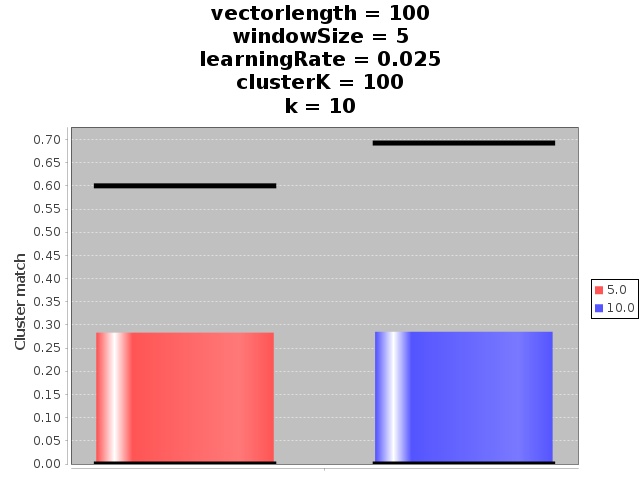 vectorlength = 100
windowSize = 5
learningRate = 0.025
clusterK = 100
k = 10
0.70
0.65
0.60
0.55
0.50
0.45
0.40
0.35
0.30
0.25
0.20
0.15
0.10
0.05
0.00
Cluster match
5.0
10.0